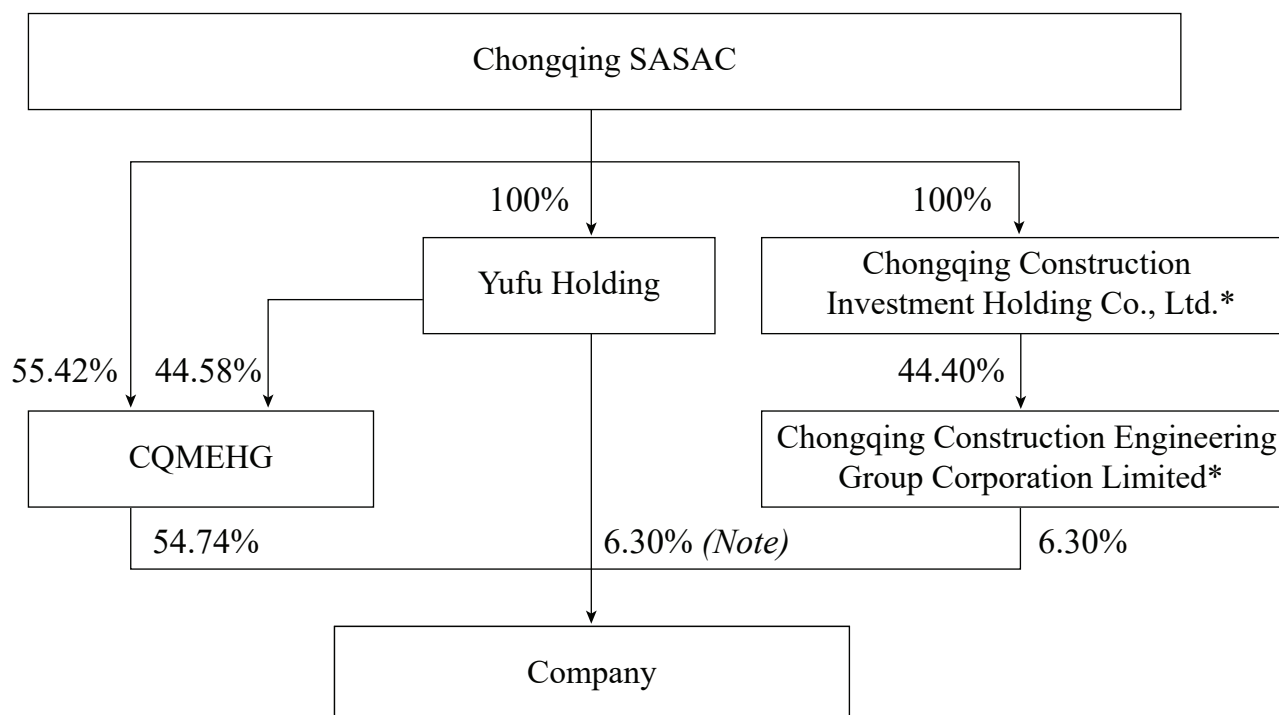 Chongqing SASAC
100%
100%
Yufu Holding
Chongqing Construction
Investment Holding Co., Ltd.*
55.42%
44.58%
44.40%
CQMEHG
Chongqing Construction Engineering
Group Corporation Limited*
54.74%
6.30% (Note)
6.30%
Company